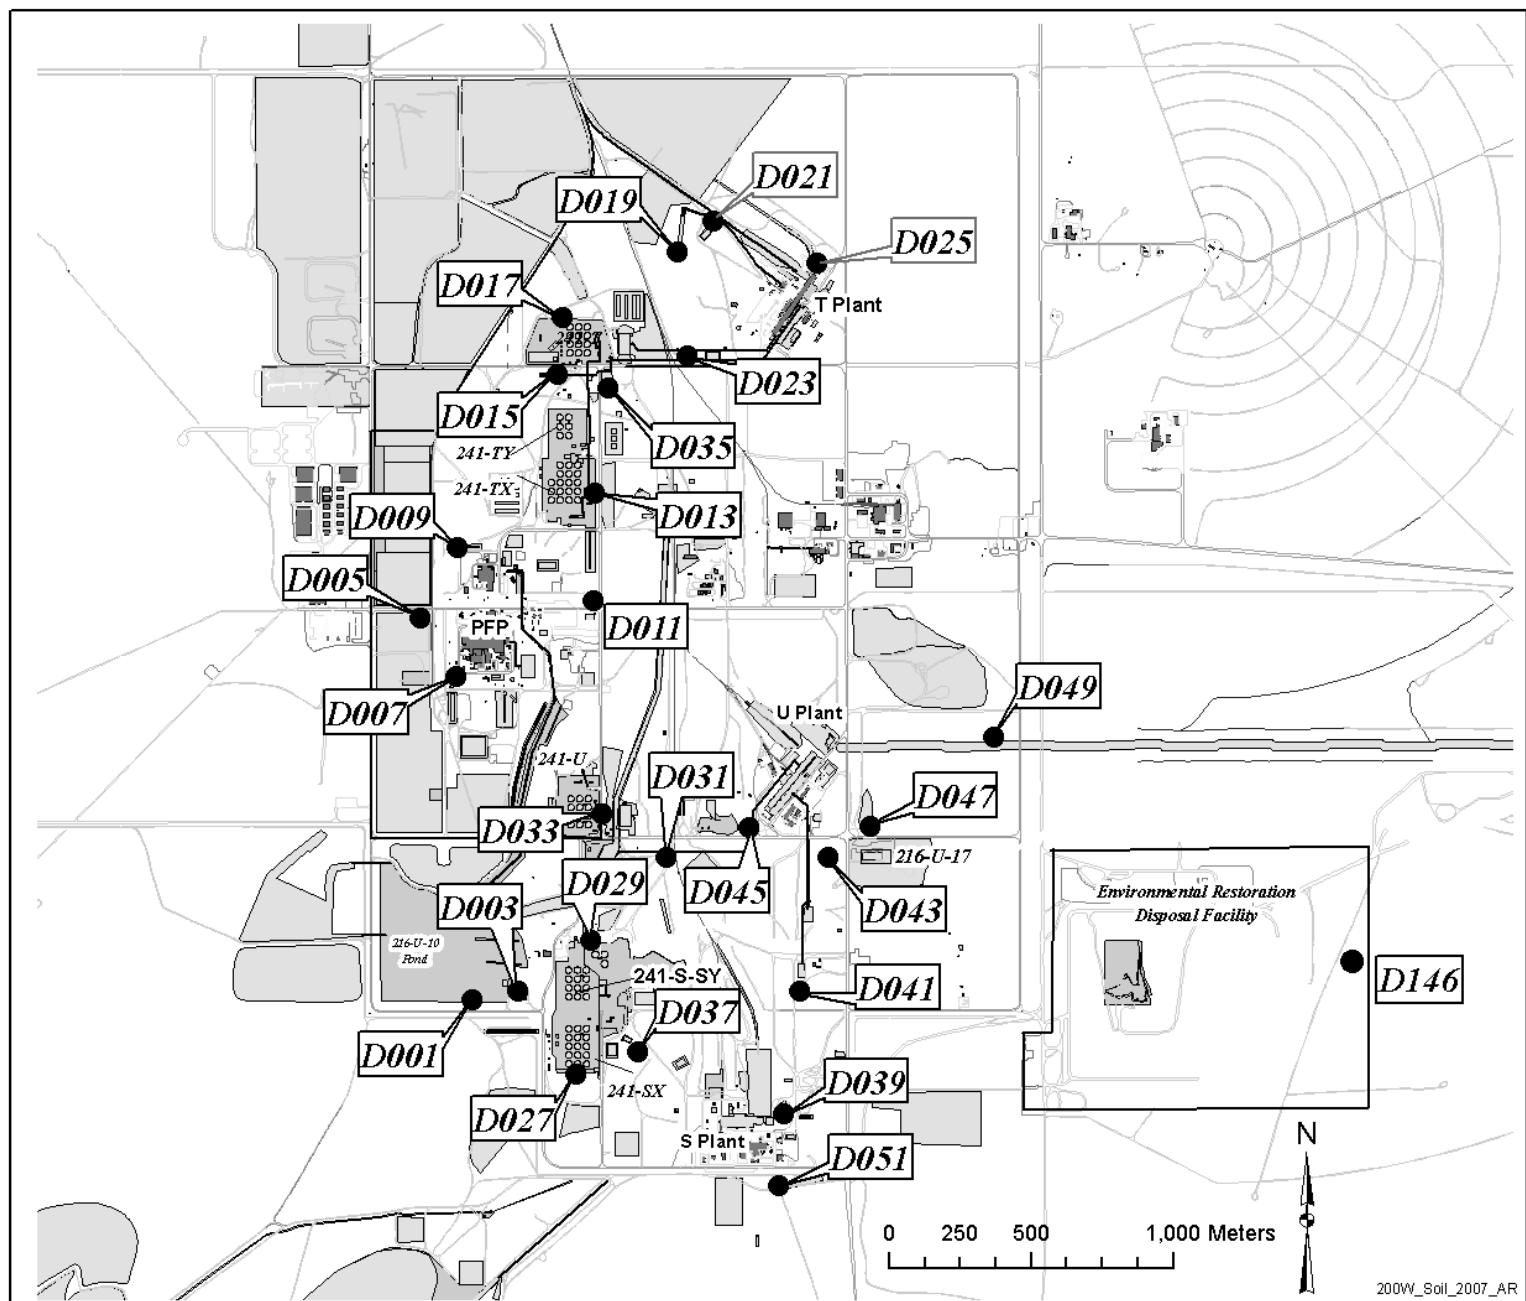 D021
D019
D025
D017
T Plant
D023
D015
D035
241-TY
241-TX
D013
D009
D005
PFP
D011
D007
D049
U Plant
241-U
D031
D047
D033
216-U-17
D029
D045
D043
D003
Environmental Restoration
Disposal Facility
216-U-10
Pond
241-S-SY
D041
D146
D037
D001
D039
241-SX
D027
S Plant
D051
N
0 250 500 1,000 Meters
200W_Soil_2007_AR